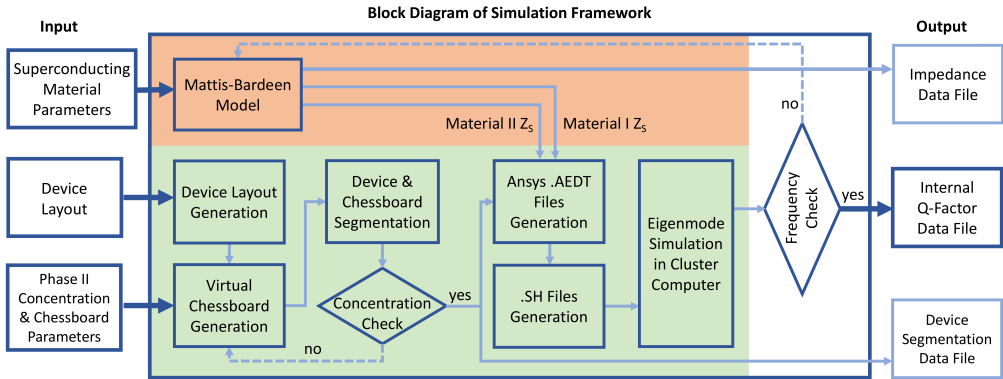 Block Diagram of Simulation Framework
Input
Output
Superconducting
Material
Parameters
Mattis-Bardeen
Model
Impedance
Data File
no
Material II Zs
Material I Zs
Device
Layout
Device Layout
Generation
Device &
Chessboard
Segmentation
Ansys .AEDT
Files
Generation
Eigenmode
Simulation
in Cluster
Computer
Frequency
Check
yes
Internal
Q-Factor
Data File
Phase II
Concentration
& Chessboard
Parameters
Virtual
Chessboard
Generation
Concentration
Check
yes
.SH Files
Generation
no
Device
Segmentation
Data File